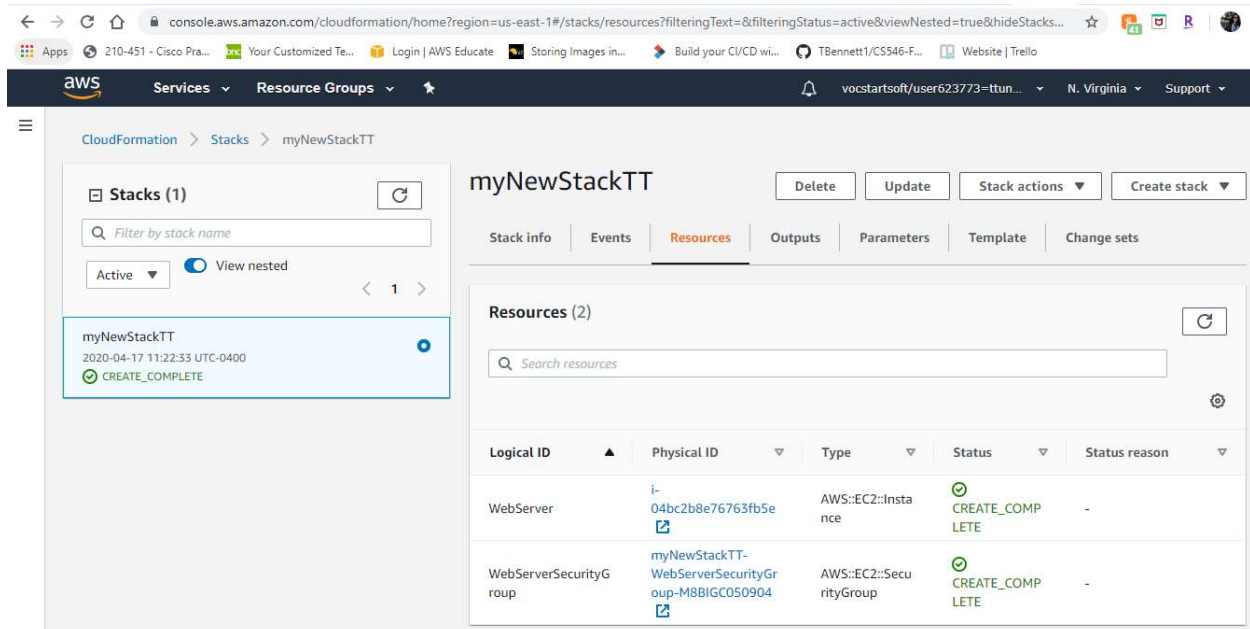 console.aws.amazon.com/cloudformation/home?region=us-east-1#/stacks/resources?filteringText=&filteringStatus=active&viewNested=true&hideStacks...
41
R
Apps
210-451 - Cisco Pra...
bnc
Your Customized Te...
Login | AWS Educate
Storing Images in...
Build your CI/CD wi...
TBennett1/CS546-F...
Website | Trello
aws
Services
Resource Groups
vocstartsoft/user623773=ttun...
N. Virginia
Support
CloudFormation > Stacks > myNewStackTT
Stacks (1)
Filter by stack name
Active
View nested
< 1 >
myNewStackTT
2020-04-17 11:22:33 UTC-0400
CREATE_COMPLETE
myNewStackTT
Delete
Update
Stack actions
Create stack
Stack info
Events
Resources
Outputs
Parameters
Template
Change sets
Resources (2)
Search resources
Logical ID
Physical ID
Type
Status
Status reason
WebServer
i-
04bc2b8e76763fb5e
AWS::EC2::Insta
nce
CREATE_COMP
LETE
-
WebServerSecurityG
roup
myNewStackTT-
WebServerSecurityGr
oup-M8BIGC050904
AWS::EC2::Secu
rityGroup
CREATE_COMP
LETE
-